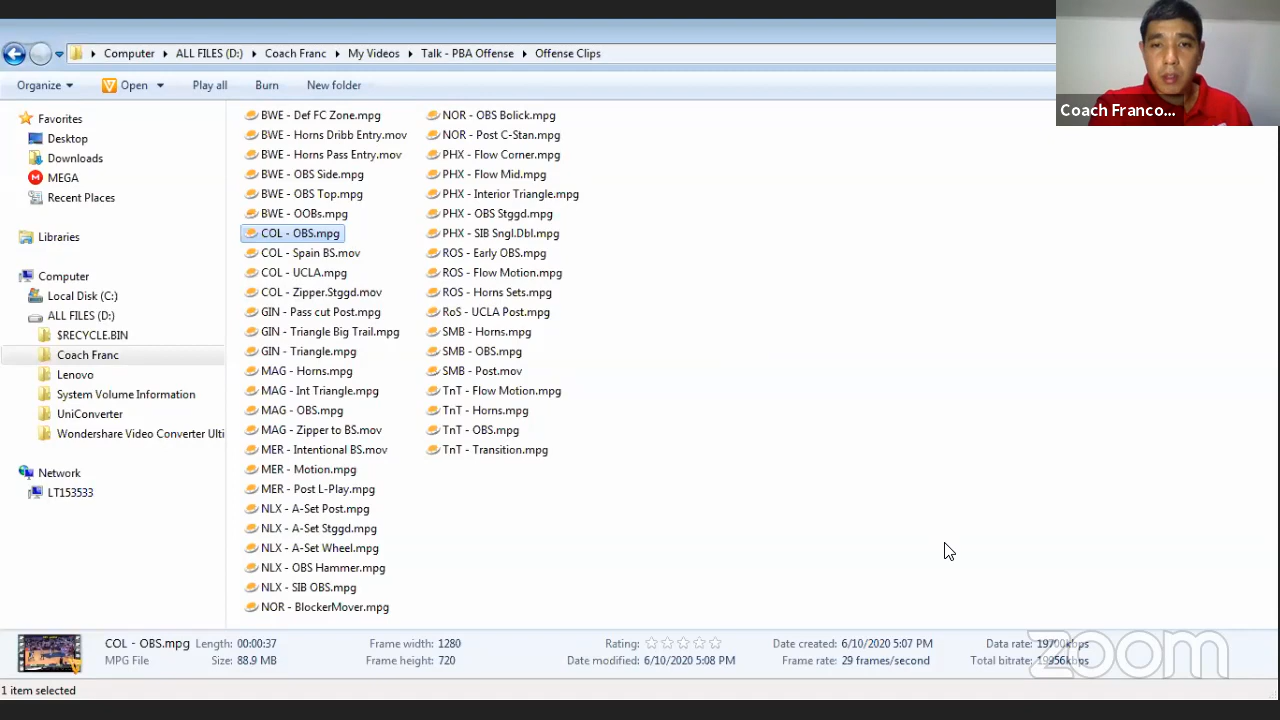 Computer ALL FILES (D:) Coach Franc My Videos Talk - PBA Offense Offense Clips
Organize Open Play all Burn New folder
Coach Franco...
Favorites
Desktop
Downloads
MEGA
Recent Places
Libraries
Computer
Local Disk (C:)
ALL FILES (D:)
$RECYCLE.BIN
Coach Franc
Lenovo
System Volume Information
UniConverter
Wondershare Video Converter Ulti
Network
LT153533
BWE - Def FC Zone.mpg
BWE - Horns Dribb Entry.mov
BWE - Horns Pass Entry.mov
BWE - OBS Side.mpg
BWE - OBS Top.mpg
BWE - OOBs.mpg
COL - OBS.mpg
COL - Spain BS.mov
COL - UCLA.mpg
COL - Zipper.Stggd.mov
GIN - Pass cut Post.mpg
GIN - Triangle Big Trail.mpg
GIN - Triangle.mpg
MAG - Horns.mpg
MAG - Int Triangle.mpg
MAG - OBS.mpg
MAG - Zipper to BS.mov
MER - Intentional BS.mov
MER - Motion.mpg
MER - Post L-Play.mpg
NLX - A-Set Post.mpg
NLX - A-Set Stggd.mpg
NLX - A-Set Wheel.mpg
NLX - OBS Hammer.mpg
NLX - SIB OBS.mpg
NOR - BlockerMover.mpg
NOR - OBS Bolick.mpg
NOR - Post C-Stan.mpg
PHX - Flow Corner.mpg
PHX - Flow Mid.mpg
PHX - Interior Triangle.mpg
PHX - OBS Stggd.mpg
PHX - SIB Sngl.Dbl.mpg
ROS - Early OBS.mpg
ROS - Flow Motion.mpg
ROS - Horns Sets.mpg
RoS - UCLA Post.mpg
SMB - Horns.mpg
SMB - OBS.mpg
SMB - Post.mov
TnT - Flow Motion.mpg
TnT - Horns.mpg
TnT - OBS.mpg
TnT - Transition.mpg
COL - OBS.mpg Length: 00:00:37 Frame width: 1280 Rating: Date created: 6/10/2020 5:07 PM Data rate: 19700kbps
MPG File Size: 88.9 MB Frame height: 720 Date modified: 6/10/2020 5:08 PM Frame rate: 29 frames/second Total bitrate: 19956kbps
zoom
1 item selected